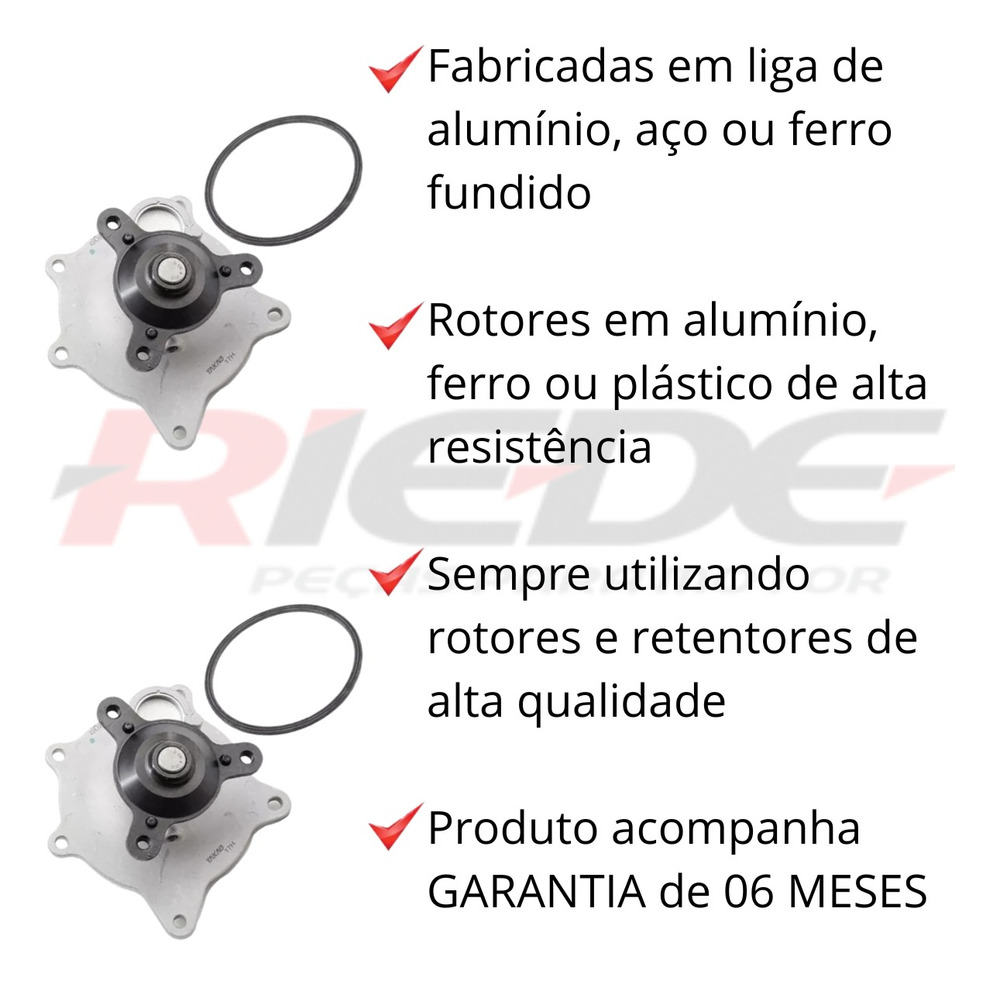 Fabricadas em liga de
alumínio, aço ou ferro
fundido
Rotores em alumínio,
ferro ou plástico de alta
resistência
RIEDE
Sempre utilizando
rotores e retentores de
alta qualidade
Produto acompanha
GARANTIA de 06 MESES